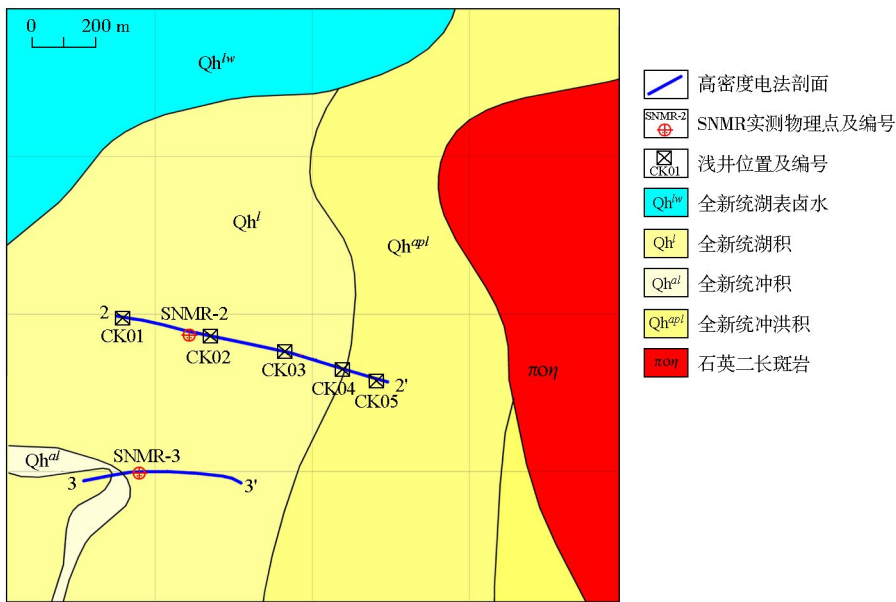 0 200 m
Qh^lw
Qh^l
Qh^apl
πoη
2 SNMR-2
CK01
CK02
CK03
CK04
CK05
2'
Qh^al
SNMR-3
3
3'
高密度电法剖面
SNMR-2
SNMR实测物理点及编号
CK01
浅井位置及编号
Qh^lw 全新统湖表卤水
Qh^l 全新统湖积
Qh^al 全新统冲积
Qh^apl 全新统冲洪积
πoη 石英二长斑岩